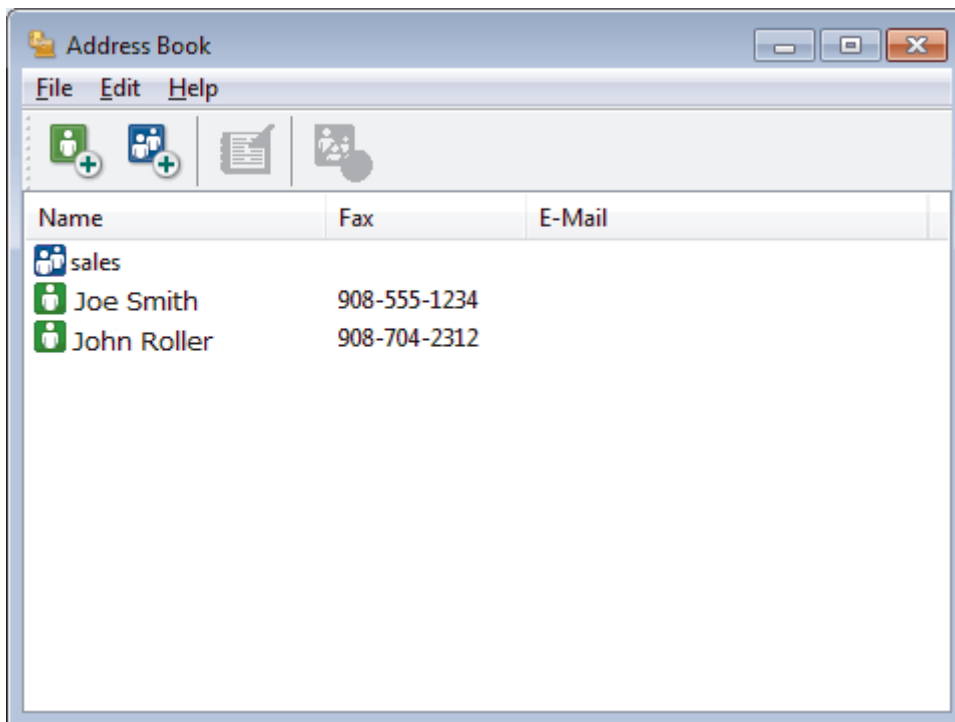 Address Book
File Edit Help
Name Fax E-Mail
sales
Joe Smith 908-555-1234
John Roller 908-704-2312